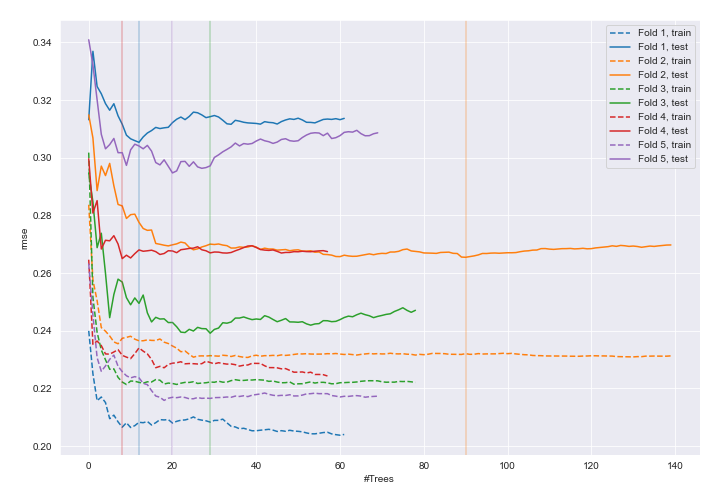 0.34
0.32
0.30
0.28
0.26
0.24
0.22
0.20
rmse
0 20 40 60 80 100 120 140
#Trees
Fold 1, train
Fold 1, test
Fold 2, train
Fold 2, test
Fold 3, train
Fold 3, test
Fold 4, train
Fold 4, test
Fold 5, train
Fold 5, test